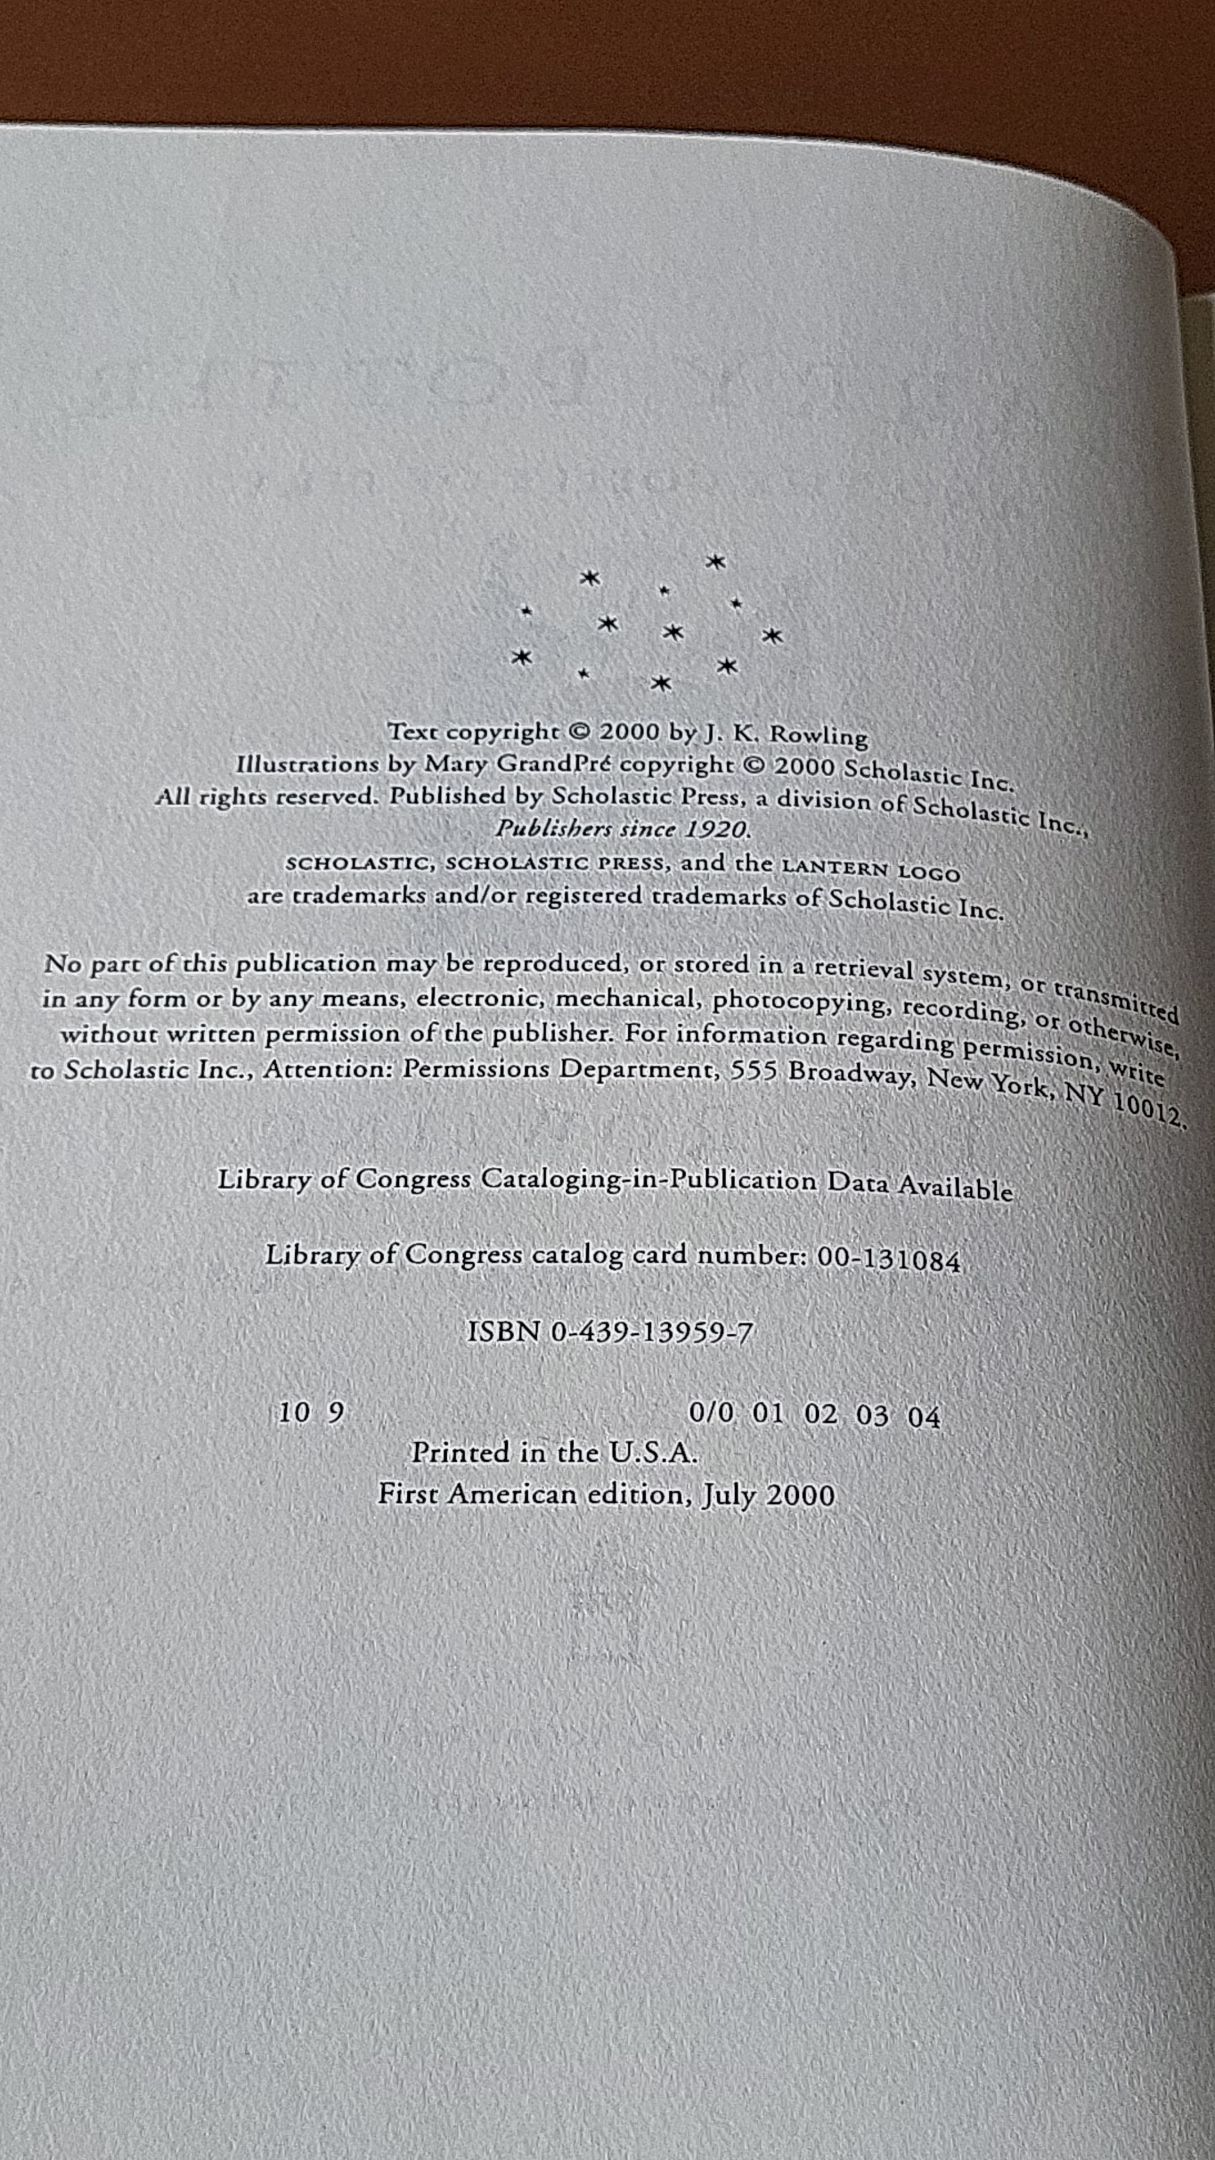 Text copyright © 2000 by J. K. Rowling
Illustrations by Mary GrandPré copyright © 2000 Scholastic Inc.
All rights reserved. Published by Scholastic Press, a division of Scholastic Inc.,
Publishers since 1920.
SCHOLASTIC, SCHOLASTIC PRESS, and the LANTERN LOGO
are trademarks and/or registered trademarks of Scholastic Inc.
No part of this publication may be reproduced, or stored in a retrieval system, or transmitted
in any form or by any means, electronic, mechanical, photocopying, recording, or otherwise,
without written permission of the publisher. For information regarding permission, write
to Scholastic Inc., Attention: Permissions Department, 555 Broadway, New York, NY 10012.
Library of Congress Cataloging-in-Publication Data Available
Library of Congress catalog card number: 00-131084
ISBN 0-439-13959-7
10 9 0/0 01 02 03 04
Printed in the U.S.A.
First American edition, July 2000